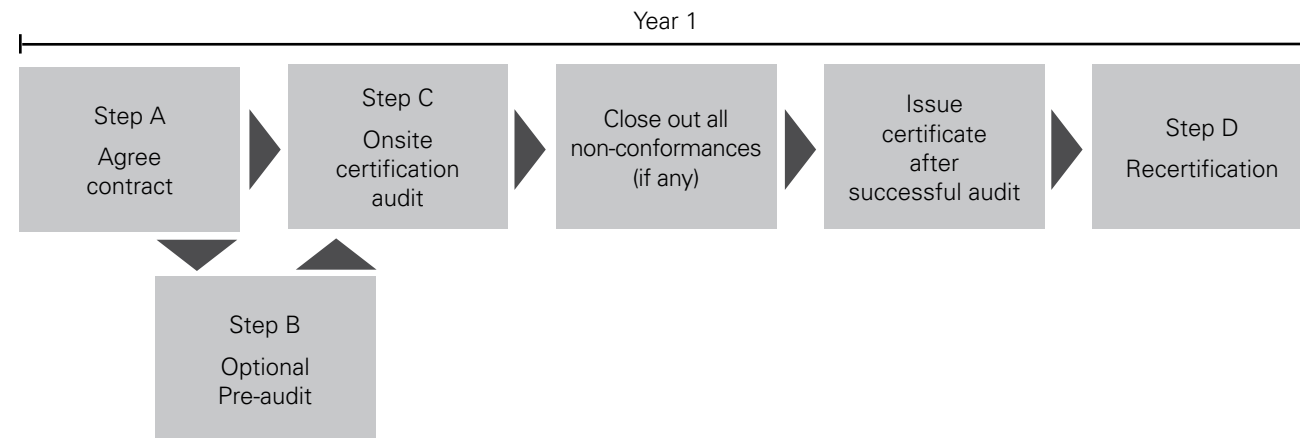 Year 1
Step A
Agree
contract
Step C
Onsite
certification
audit
Close out all
non-conformances
(if any)
Issue
certificate
after
successful audit
Step D
Recertification
Step B
Optional
Pre-audit